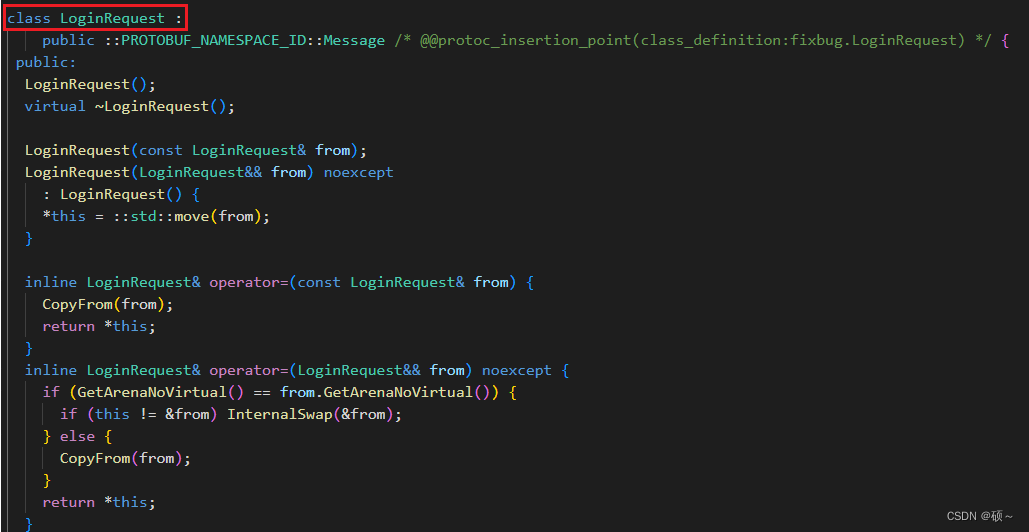 class LoginRequest :
public ::PROTOBUF_NAMESPACE_ID::Message /* @@protoc_insertion_point(class_definition:fixbug.LoginRequest) */ {
public:
LoginRequest();
virtual ~LoginRequest();
LoginRequest(const LoginRequest& from);
LoginRequest(LoginRequest&& from) noexcept
: LoginRequest() {
*this = ::std::move(from);
}
inline LoginRequest& operator=(const LoginRequest& from) {
CopyFrom(from);
return *this;
}
inline LoginRequest& operator=(LoginRequest&& from) noexcept {
if (GetArenaNoVirtual() == from.GetArenaNoVirtual()) {
if (this != &from) InternalSwap(&from);
} else {
CopyFrom(from);
}
return *this;
}
CSDN @硕～